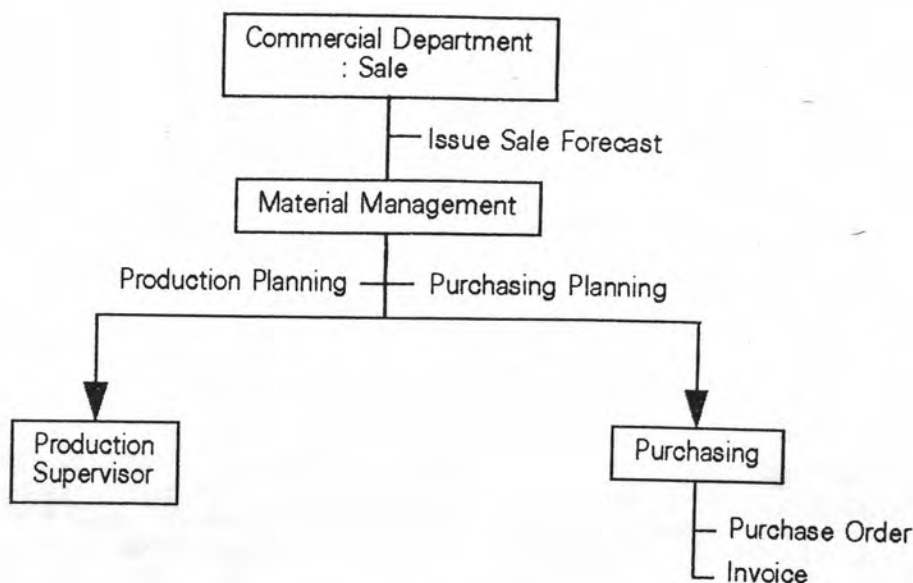 Commercial Department
: Sale
Issue Sale Forecast
Material Management
Production Planning
Purchasing Planning
Production
Supervisor
Purchasing
Purchase Order
Invoice